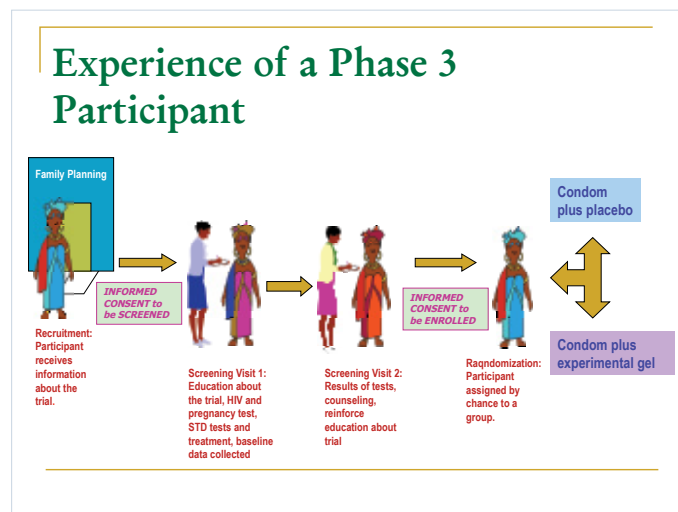 Experience of a Phase 3
Participant
Family Planning
Recruitment:
Participant
receives
information
about the
trial.
INFORMED
CONSENT to
be SCREENED
Screening Visit 1:
Education about
the trial, HIV and
pregnancy test,
STD tests and
treatment, baseline
data collected
Screening Visit 2:
Results of tests,
counseling,
reinforce
education about
trial
INFORMED
CONSENT to
be ENROLLED
Raqndomization:
Participant
assigned by
chance to a
group.
Condom
plus placebo
Condom plus
experimental gel